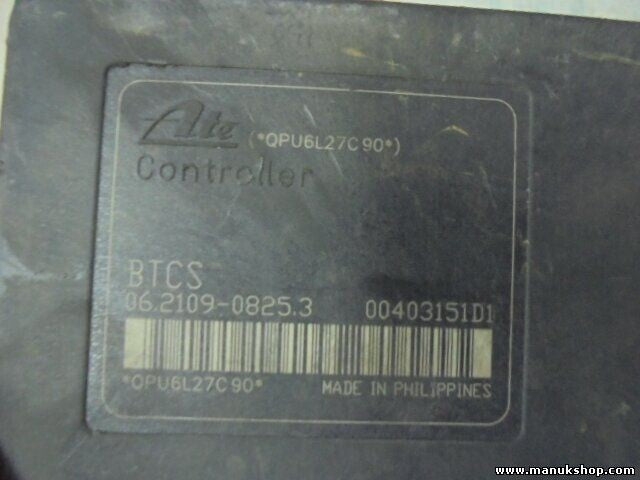 Ate (*QPU6L27C90*)
Controller
BTCS
06.2109-0825.3 00403151D1
*QPU6L27C90* MADE IN PHILIPPINES
www.manukshop.com